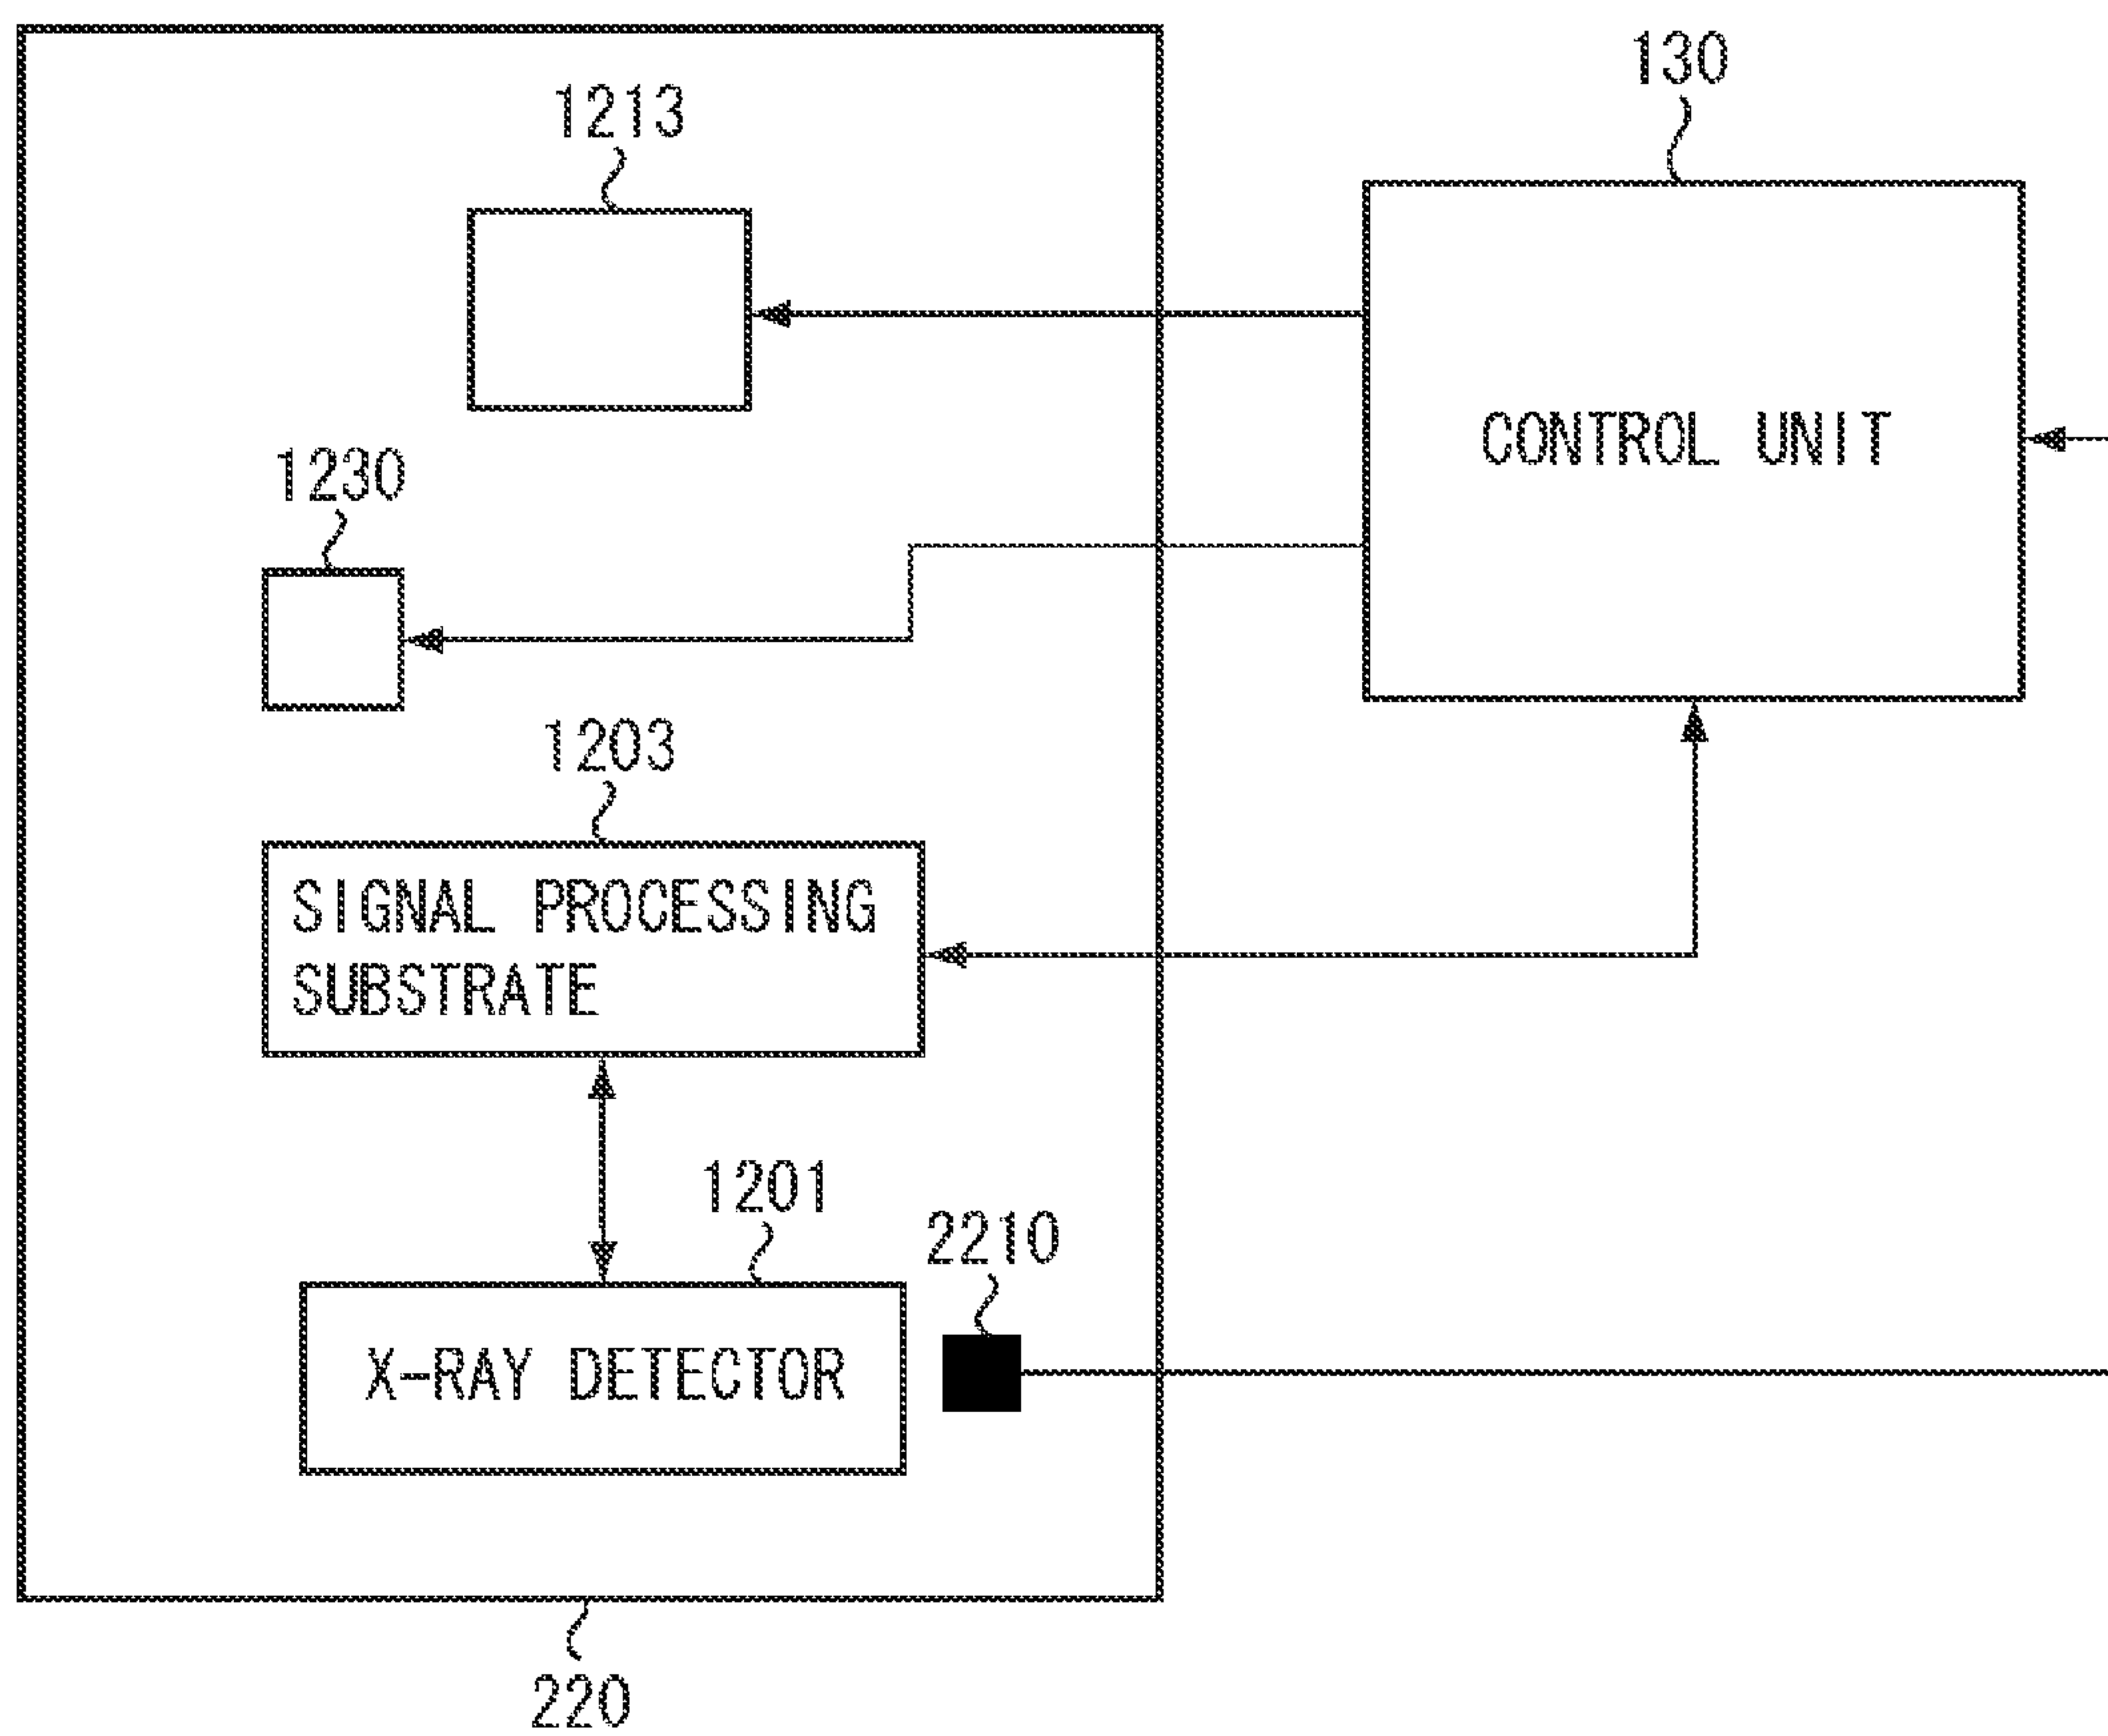 130
1213
CONTROL UNIT
1230
1203
SIGNAL PROCESSING
SUBSTRATE
1201
2210
X-RAY DETECTOR
220